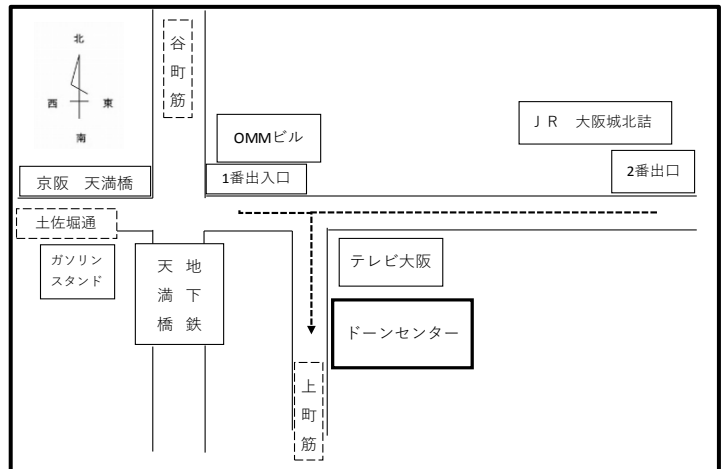 北
西 東
南
谷町筋
OMMビル
JR 大阪城北詰
京阪 天満橋
1番出入口
2番出口
土佐堀通
ガソリン
スタンド
地下鉄
天満橋
テレビ大阪
ドーンセンター
上町筋